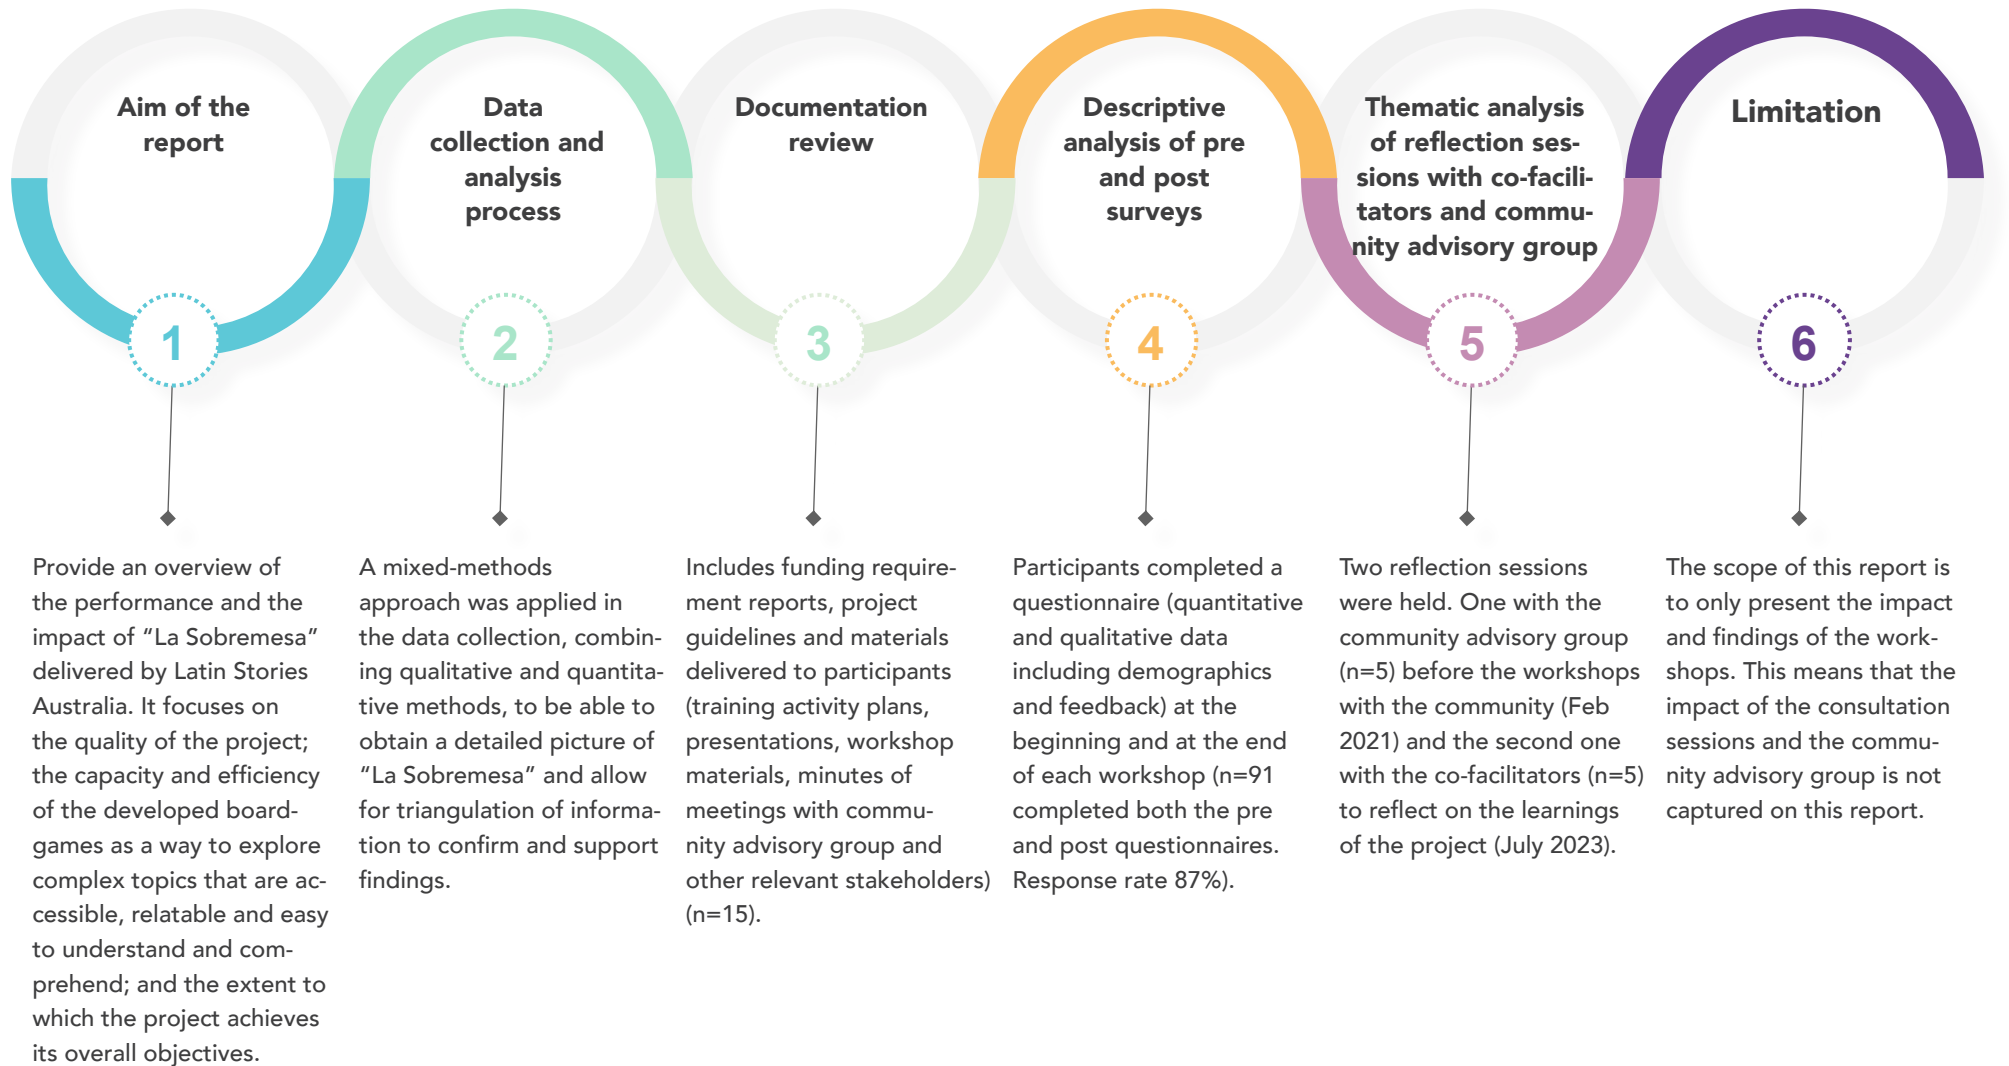 Aim of the
report
1
Provide an overview of
the performance and the
impact of “La Sobremesa”
delivered by Latin Stories
Australia. It focuses on
the quality of the project;
the capacity and efficiency
of the developed board-
games as a way to explore
complex topics that are ac-
cessible, relatable and easy
to understand and com-
prehend; and the extent to
which the project achieves
its overall objectives.
Data
collection and
analysis
process
2
A mixed-methods
approach was applied in
the data collection, combin-
ing qualitative and quantita-
tive methods, to be able to
obtain a detailed picture of
“La Sobremesa” and allow
for triangulation of informa-
tion to confirm and support
findings.
Documentation
review
3
Includes funding require-
ment reports, project
guidelines and materials
delivered to participants
(training activity plans,
presentations, workshop
materials, minutes of
meetings with commu-
nity advisory group and
other relevant stakeholders)
(n=15).
Descriptive
analysis of pre
and post
surveys
4
Participants completed a
questionnaire (quantitative
and qualitative data
including demographics
and feedback) at the
beginning and at the end
of each workshop (n=91
completed both the pre
and post questionnaires.
Response rate 87%).
Thematic analysis
of reflection ses-
sions with co-facili-
tators and commu-
nity advisory group
5
Two reflection sessions
were held. One with the
community advisory group
(n=5) before the workshops
with the community (Feb
2021) and the second one
with the co-facilitators (n=5)
to reflect on the learnings
of the project (July 2023).
Limitation
6
The scope of this report is
to only present the impact
and findings of the work-
shops. This means that the
impact of the consultation
sessions and the commu-
nity advisory group is not
captured on this report.